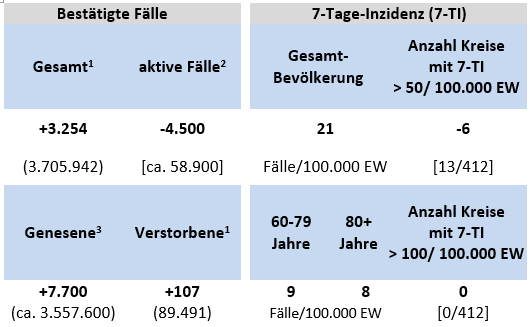 Bestätigte Fälle
7-Tage-Inzidenz (7-TI)
Gesamt¹
aktive Fälle²
Gesamt-
Bevölkerung
Anzahl Kreise
mit 7-TI
> 50/ 100.000 EW
+3.254
-4.500
21
-6
(3.705.942)
[ca. 58.900]
Fälle/100.000 EW
[13/412]
Genesene³
Verstorbene¹
60-79
Jahre
80+
Jahre
Anzahl Kreise
mit 7-TI
> 100/ 100.000 EW
+7.700
+107
9
8
0
(ca. 3.557.600)
(89.491)
Fälle/100.000 EW
[0/412]